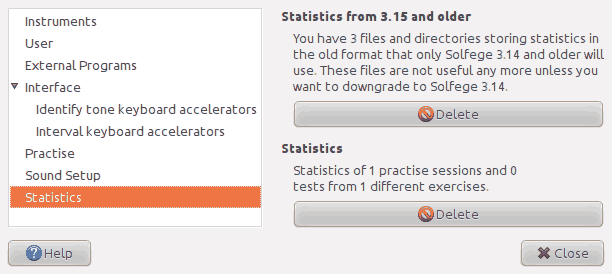 Instruments
User
External Programs
Interface
Identify tone keyboard accelerators
Interval keyboard accelerators
Practise
Sound Setup
Statistics
Statistics from 3.15 and older
You have 3 files and directories storing statistics in
the old format that only Solfege 3.14 and older will
use. These files are not useful any more unless you
want to downgrade to Solfege 3.14.
Delete
Statistics
Statistics of 1 practise sessions and 0
tests from 1 different exercises.
Delete
Help
Close